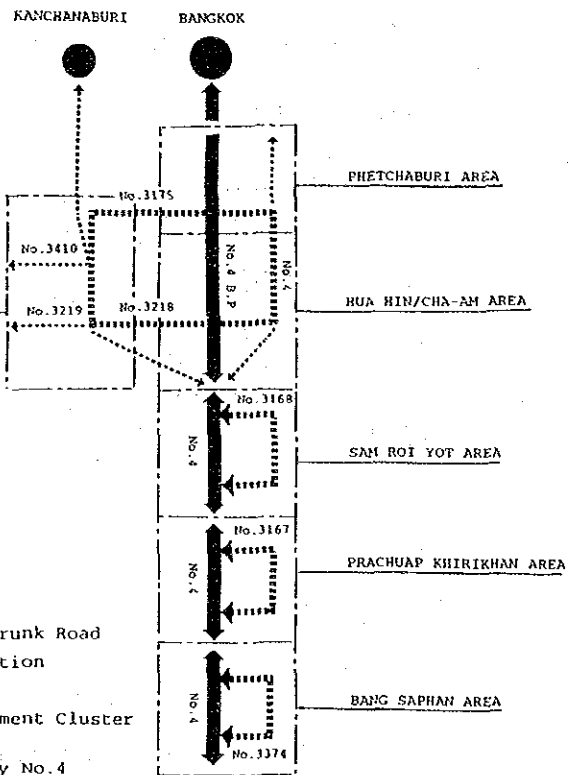 KANCHANABURI
BANGKOK
PHETCHABURI AREA
No.3175
No.3410
No.4 B.P
No.4
No.3219
No.3218
HUA HIN/CHA-AM AREA
No.3168
No.4
SAM ROI YOT AREA
No.3167
No.4
PRACHUAP KHIRIKHAN AREA
runk Road
tion
No.4
BANG SAPHAN AREA
ment Cluster
No.3374
y No.4